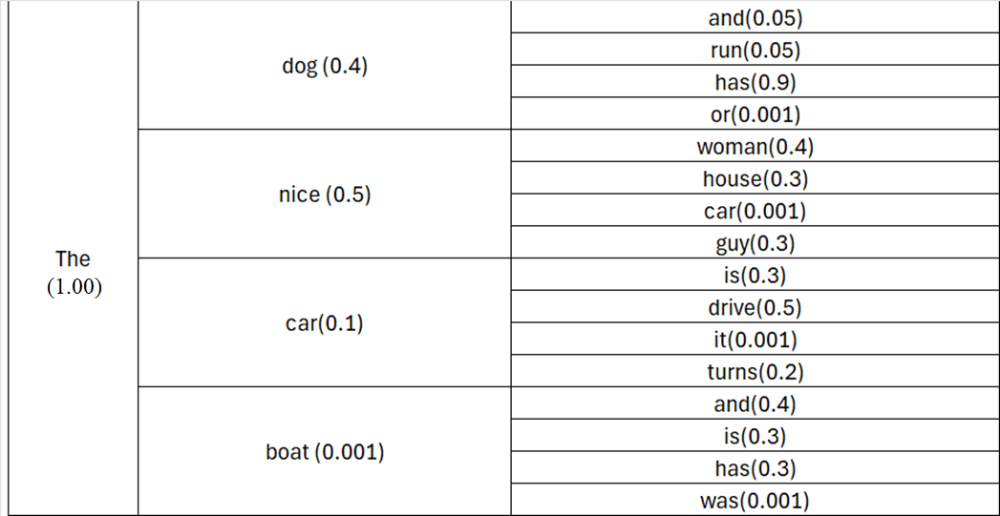 The
(1.00)
dog (0.4)
and(0.05)
run(0.05)
has(0.9)
or(0.001)
nice (0.5)
woman(0.4)
house(0.3)
car(0.001)
guy(0.3)
car(0.1)
is(0.3)
drive(0.5)
it(0.001)
turns(0.2)
boat (0.001)
and(0.4)
is(0.3)
has(0.3)
was(0.001)